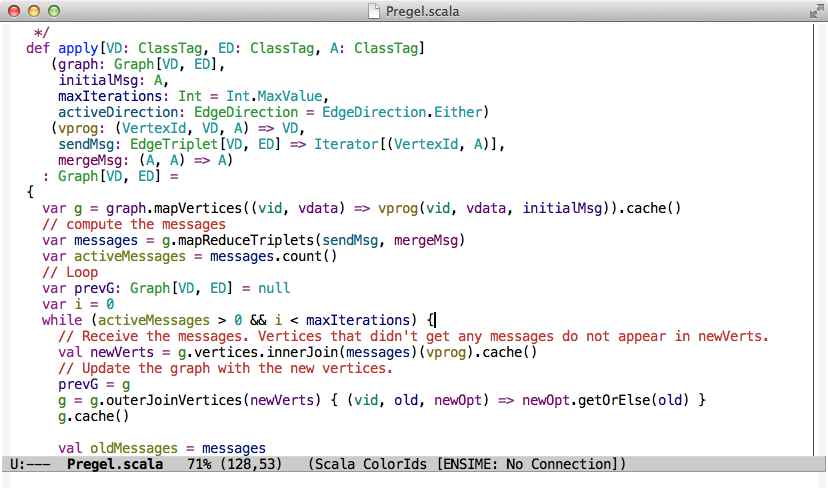 Pregel.scala
   */
  def apply[VD: ClassTag, ED: ClassTag, A: ClassTag]
     (graph: Graph[VD, ED],
      initialMsg: A,
      maxIterations: Int = Int.MaxValue,
      activeDirection: EdgeDirection = EdgeDirection.Either)
     (vprog: (VertexId, VD, A) => VD,
      sendMsg: EdgeTriplet[VD, ED] => Iterator[(VertexId, A)],
      mergeMsg: (A, A) => A)
    : Graph[VD, ED] =
  {
    var g = graph.mapVertices((vid, vdata) => vprog(vid, vdata, initialMsg)).cache()
    // compute the messages
    var messages = g.mapReduceTriplets(sendMsg, mergeMsg)
    var activeMessages = messages.count()
    // Loop
    var prevG: Graph[VD, ED] = null
    var i = 0
    while (activeMessages > 0 && i < maxIterations) {
      // Receive the messages. Vertices that didn't get any messages do not appear in newVerts.
      val newVerts = g.vertices.innerJoin(messages)(vprog).cache()
      // Update the graph with the new vertices.
      prevG = g
      g = g.outerJoinVertices(newVerts) { (vid, old, newOpt) => newOpt.getOrElse(old) }
      g.cache()

      val oldMessages = messages
U:---  Pregel.scala   71% (128,53)   (Scala ColorIds [ENSIME: No Connection])